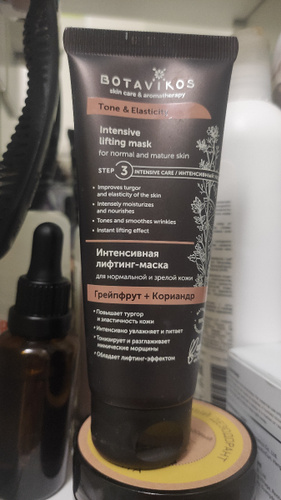 BOTAVIKOS
skin care & aromatherapy
Tone & Elasticity
Intensive
lifting mask
for normal and mature skin
STEP 3 INTENSIVE CARE / ИНТЕНСИВНЫЙ
• Improves turgor
and elasticity of the skin
• Intensely moisturizes
and nourishes
• Tones and smoothes wrinkles
• Instant lifting effect
Интенсивная
лифтинг-маска
для нормальной и зрелой кожи
Грейпфрут + Кориандр
• Повышает тургор
и эластичность кожи
• Интенсивно увлажняет и питает
• Тонизирует и разглаживает
мимические морщины
• Обладает лифтинг-эффектом